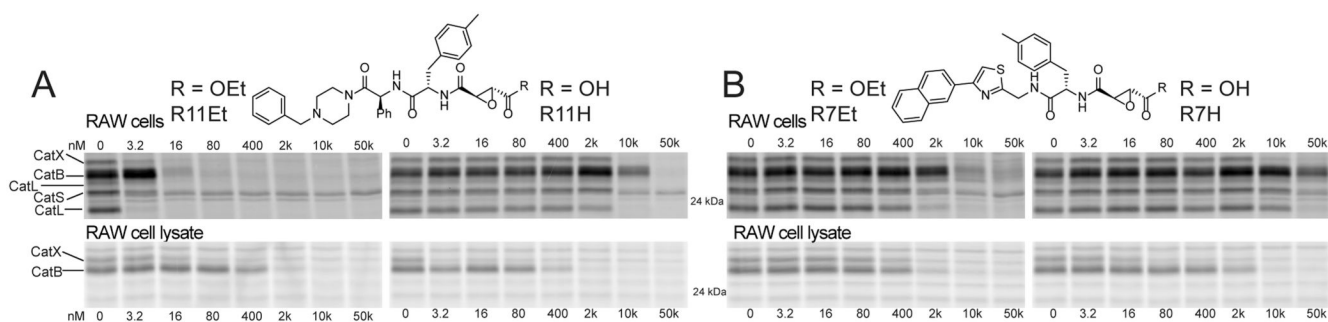 A
R = OEt
R11Et
O
H
N
O
N
H
O
O
O
R
N
N
Ph
R = OH
R11H
RAW cells
nM 0 3.2 16 80 400 2k 10k 50k 0 3.2 16 80 400 2k 10k 50k
CatX
CatB
CatL
CatS
CatL
24 kDa
RAW cell lysate
CatX
CatB
24 kDa
nM 0 3.2 16 80 400 2k 10k 50k 0 3.2 16 80 400 2k 10k 50k
B
R = OEt
R7Et
S
N
H
N
O
N
H
O
O
O
R
R = OH
R7H
RAW cells
0 3.2 16 80 400 2k 10k 50k 0 3.2 16 80 400 2k 10k 50k
RAW cell lysate
0 3.2 16 80 400 2k 10k 50k 0 3.2 16 80 400 2k 10k 50k